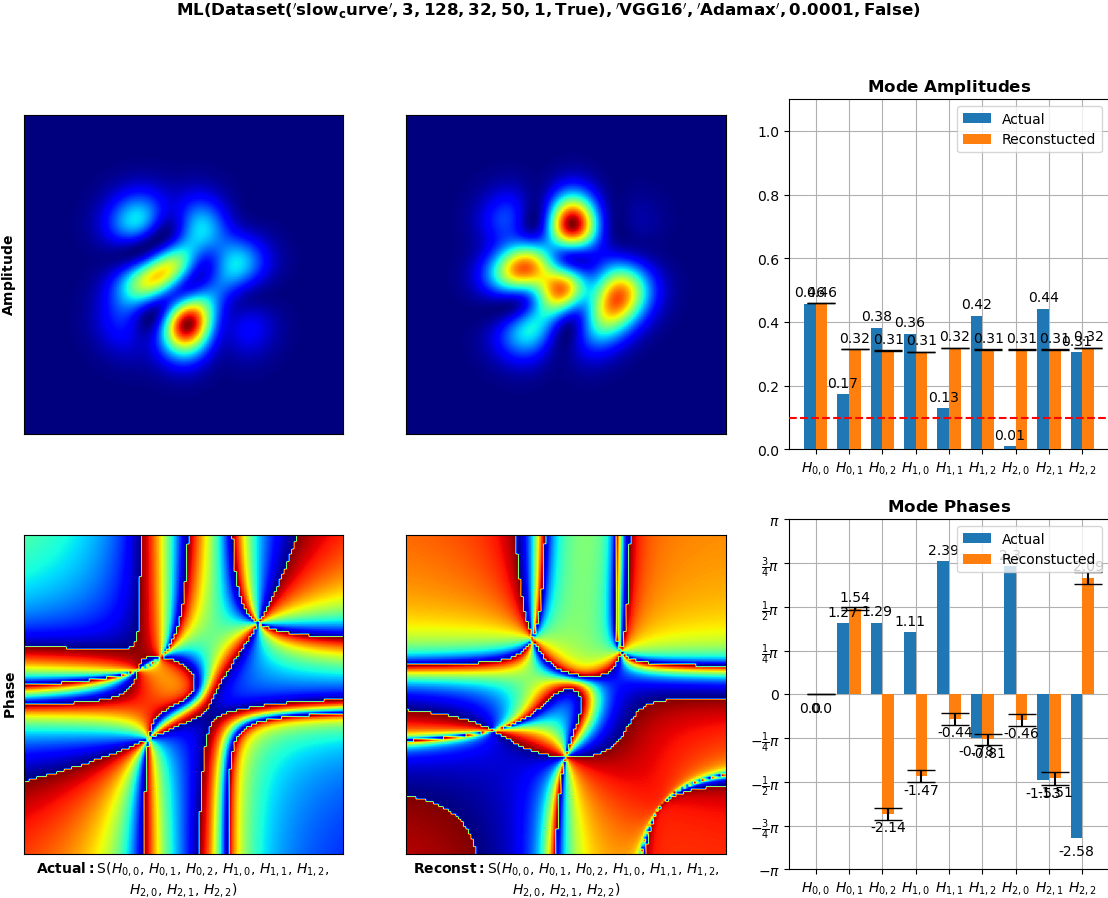 ML(Dataset('slow_curve', 3, 128, 32, 50, 1, True), 'VGG16', 'Adamax', 0.0001, False)
Amplitude
Mode Amplitudes
Actual
Reconstucted
1.0
0.8
0.6
0.4
0.2
0.0
0.46 0.46
0.17 0.32
0.38 0.31
0.36 0.31
0.13 0.32
0.42 0.31
0.01 0.31
0.44 0.31
0.31 0.32
H0,0 H0,1 H0,2 H1,0 H1,1 H1,2 H2,0 H2,1 H2,2
Phase
Actual: S(H0,0, H0,1, H0,2, H1,0, H1,1, H1,2,
H2,0, H2,1, H2,2)
Reconst: S(H0,0, H0,1, H0,2, H1,0, H1,1, H1,2,
H2,0, H2,1, H2,2)
Mode Phases
Actual
Reconstucted
π
3/4π
1/2π
1/4π
0
−1/4π
−1/2π
−3/4π
−π
0.0 0.0
1.27 1.54
1.29 -2.14
1.11 -1.47
2.39 -0.44
-0.81
-0.46
-1.53 -1.51
-2.58
H0,0 H0,1 H0,2 H1,0 H1,1 H1,2 H2,0 H2,1 H2,2